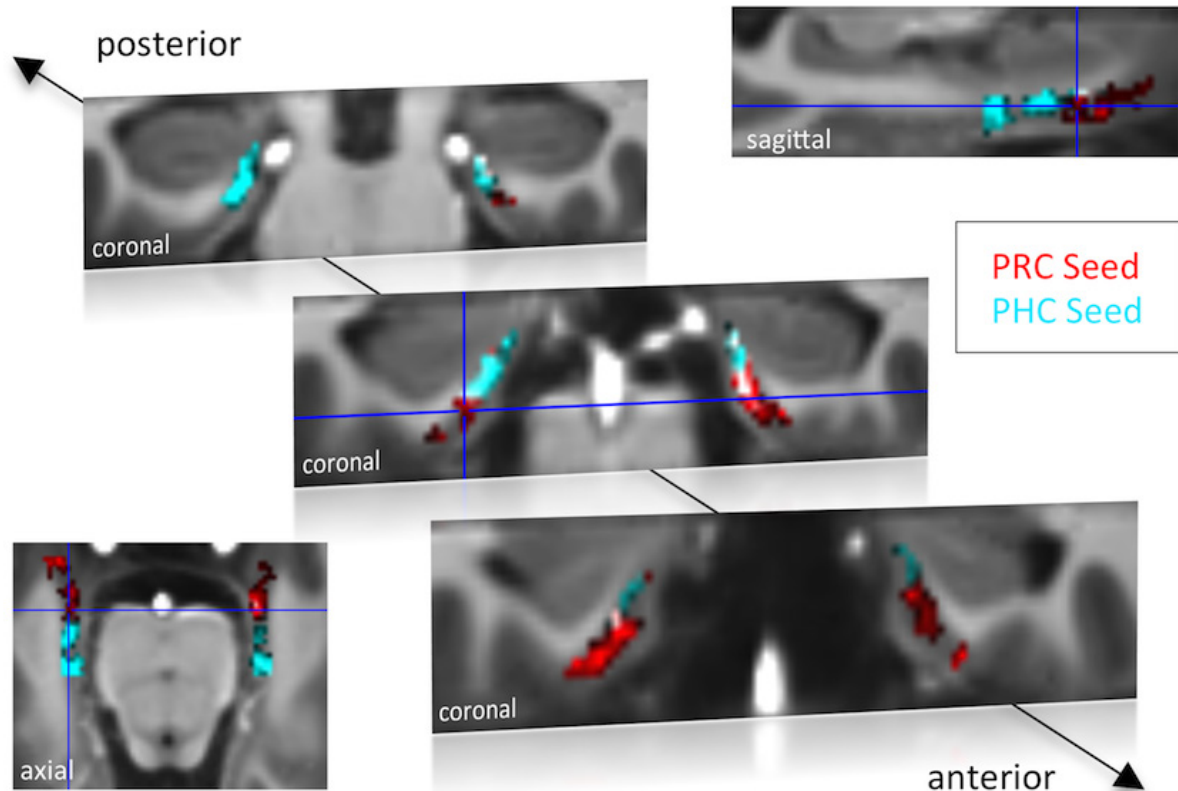 posterior
coronal
sagittal
PRC Seed
PHC Seed
coronal
axial
coronal
anterior